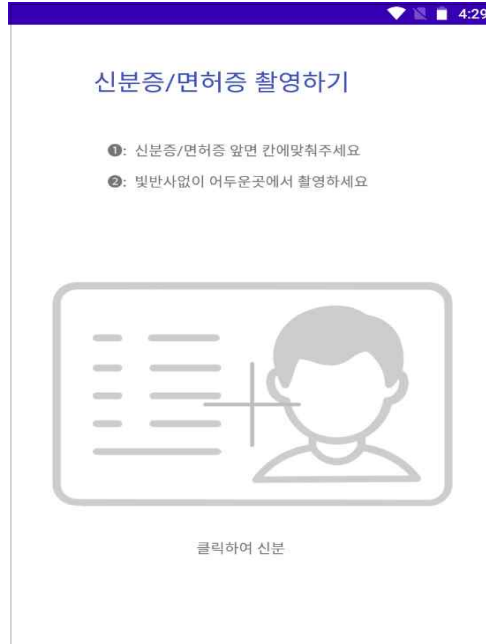 4:29
신분증/면허증 촬영하기
❶: 신분증/면허증 앞면 칸에맞춰주세요
❷: 빛반사없이 어두운곳에서 촬영하세요
클릭하여 신분